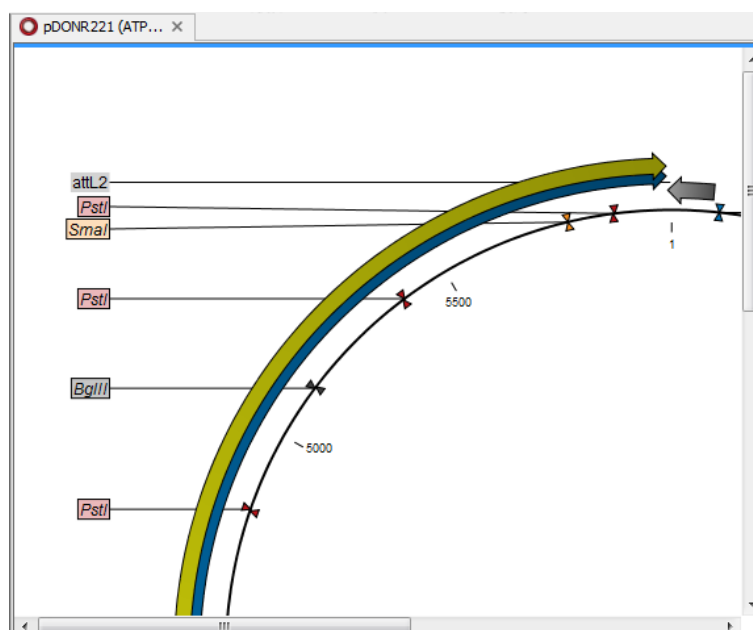 pDONR221 (ATP...
attL2
PstI
SmaI
PstI
BglII
PstI
1
5500
5000